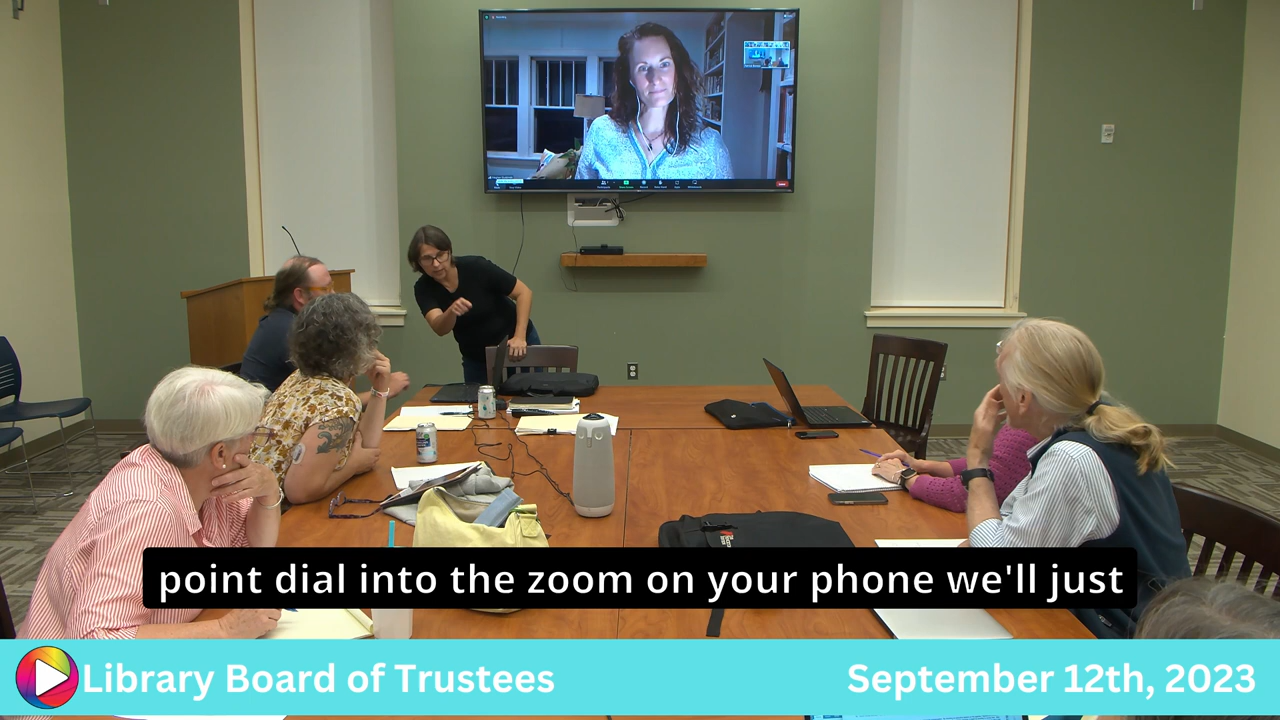 point dial into the zoom on your phone we'll just
Library Board of Trustees
September 12th, 2023